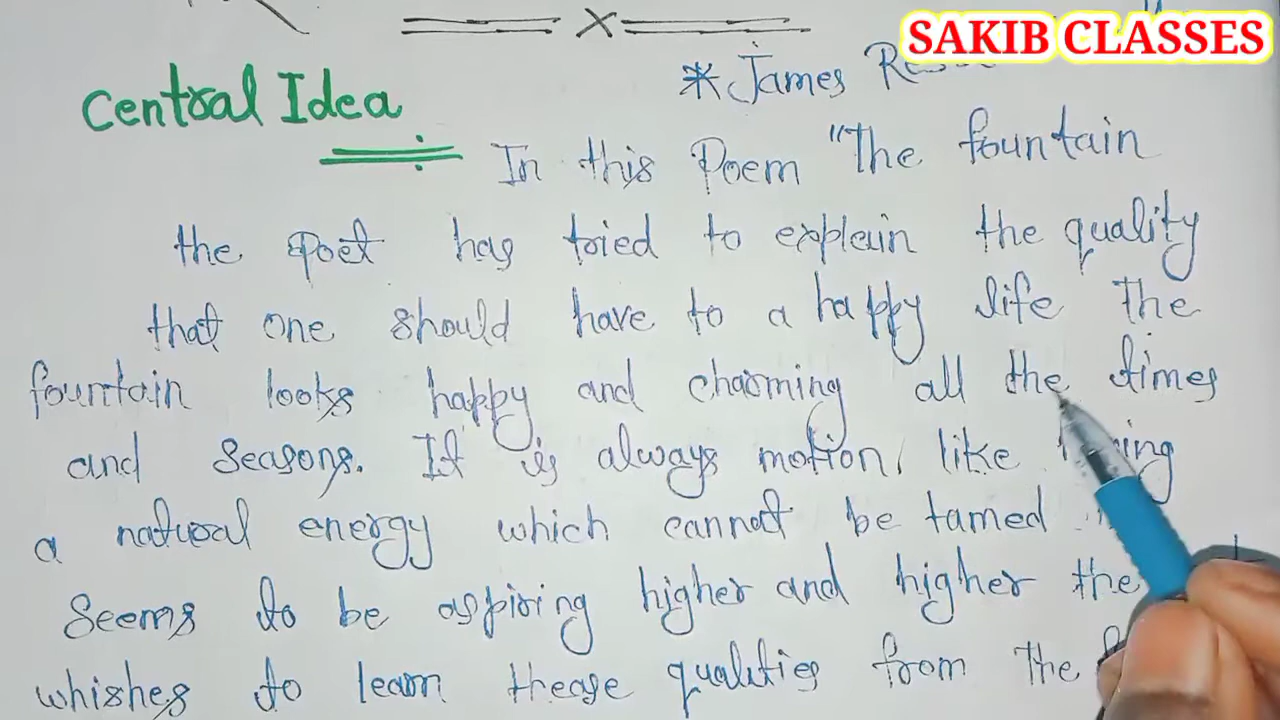 SAKIB CLASSES
* James
Central Idea
In this Poem "The fountain
the poet has tried to explain the quality
that one should have to a happy life The
fountain looks happy and charming all the times
and seasons. It is always motion, like
a natural energy which cannot be tamed
Seems to be aspiring higher and higher the
whishes to learn thease qualities from The